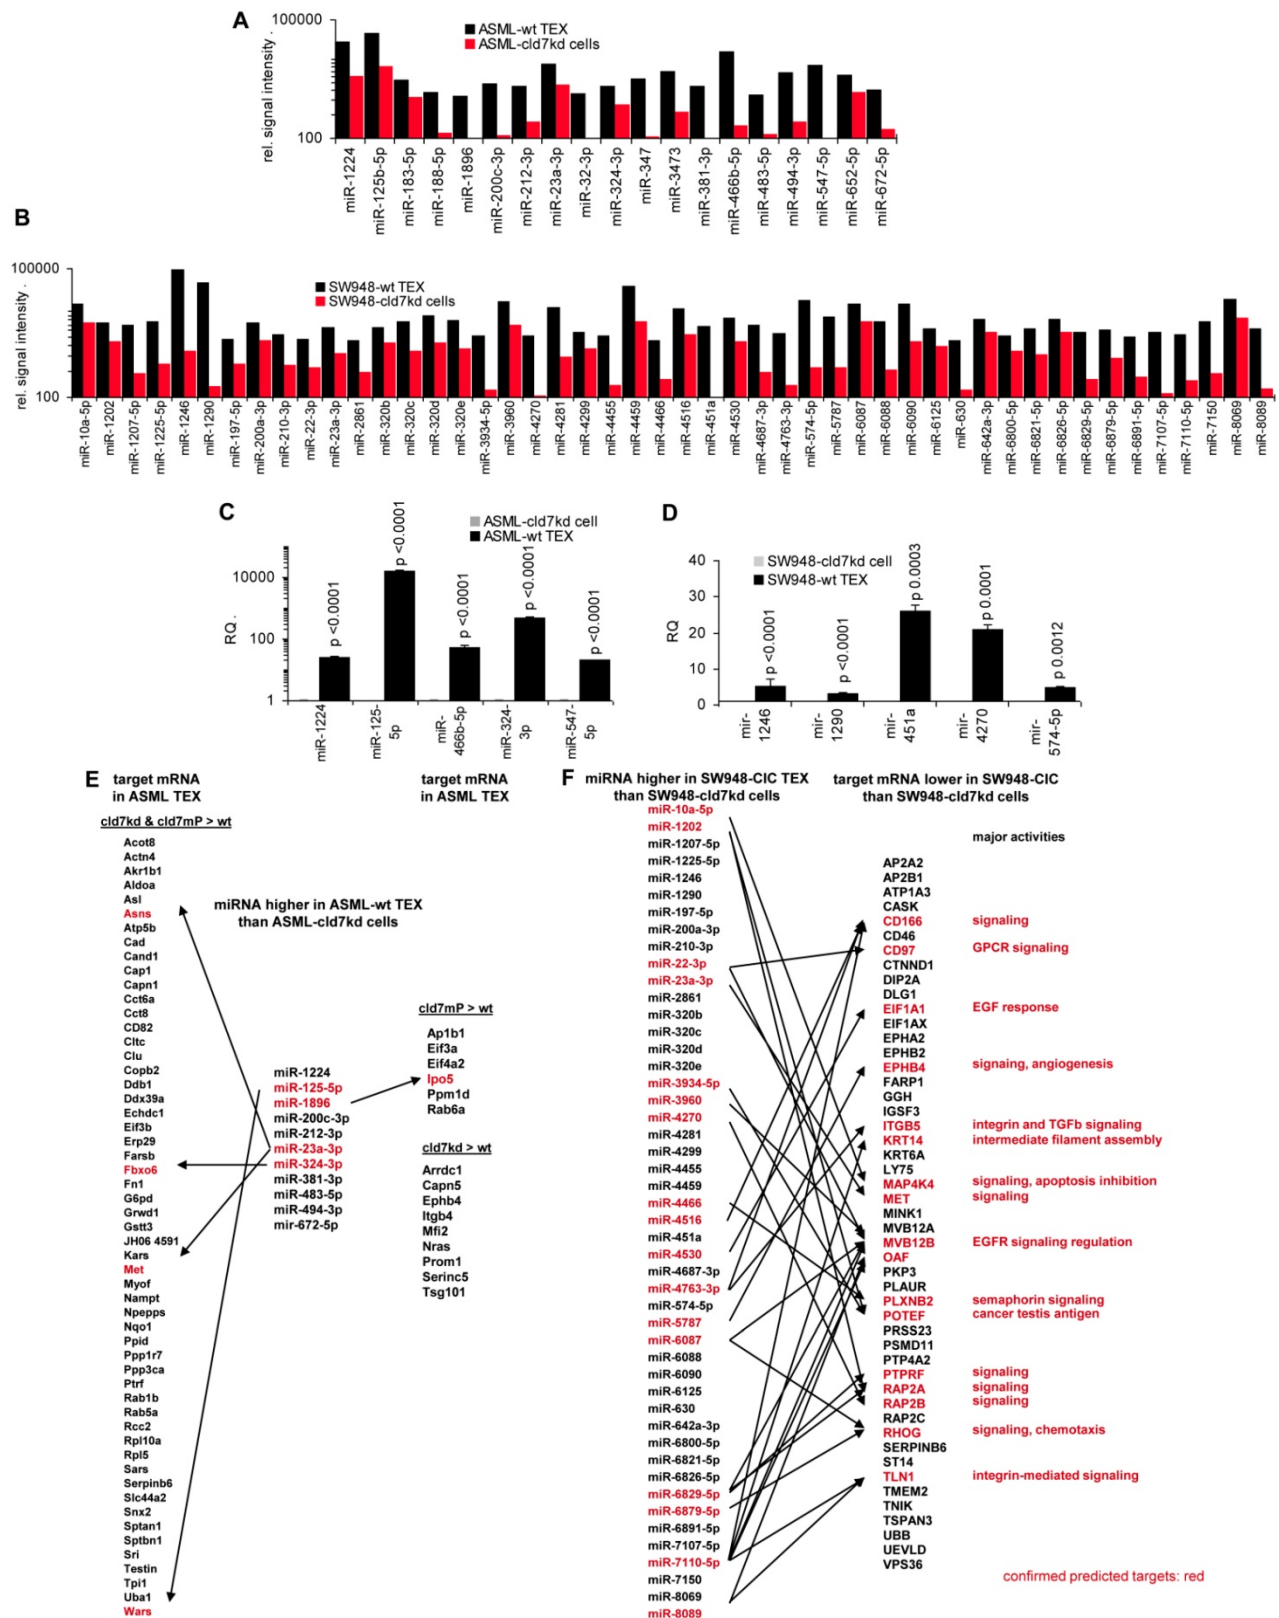 A
100000
rel. signal intensity .
100
ASML-wt TEX
ASML-cld7kd cells
miR-1224
miR-125b-5p
miR-183-5p
miR-188-5p
miR-1896
miR-200c-3p
miR-212-3p
miR-23a-3p
miR-32-3p
miR-324-3p
miR-347
miR-3473
miR-381-3p
miR-466b-5p
miR-483-5p
miR-494-3p
miR-547-5p
miR-652-5p
miR-672-5p
B
100000
rel. signal intensity .
100
SW948-wt TEX
SW948-cld7kd cells
miR-10a-5p
miR-1202
miR-1207-5p
miR-1225-5p
miR-1246
miR-1290
miR-197-5p
miR-200a-3p
miR-210-3p
miR-22-3p
miR-23a-3p
miR-2861
miR-320b
miR-320c
miR-320d
miR-320e
miR-3934-5p
miR-3960
miR-4270
miR-4281
miR-4299
miR-4455
miR-4459
miR-4466
miR-4516
miR-451a
miR-4530
miR-4687-3p
miR-4763-3p
miR-574-5p
miR-5787
miR-6087
miR-6088
miR-6090
miR-6125
miR-630
miR-642a-3p
miR-6800-5p
miR-6821-5p
miR-6826-5p
miR-6829-5p
miR-6879-5p
miR-6891-5p
miR-7107-5p
miR-7110-5p
miR-7150
miR-8069
miR-8089
C
ASML-cld7kd cell
ASML-wt TEX
RQ .
10000
100
1
p <0.0001
p <0.0001
p <0.0001
p <0.0001
p <0.0001
miR-1224
miR-125-
5p
miR-
466b-5p
miR-324-
3p
miR-547-
5p
D
SW948-cld7kd cell
SW948-wt TEX
RQ
40
30
20
10
0
p <0.0001
p <0.0001
p 0.0003
p 0.0001
p 0.0012
mir-
1246
mir-
1290
mir-
451a
mir-
4270
mir-
574-5p
E
target mRNA
in ASML TEX
cld7kd & cld7mP > wt
Acot8
Actn4
Akr1b1
Aldoa
Asl
Asns
Atp5b
Cad
Cand1
Cap1
Capn1
Cct6a
Cct8
CD82
Cltc
Clu
Copb2
Ddb1
Ddx39a
Echdc1
Eif3b
Erp29
Farsb
Fbxo6
Fn1
G6pd
Grwd1
Gstt3
JH06 4591
Kars
Met
Myof
Nampt
Npepps
Nqo1
Ppid
Ppp1r7
Ppp3ca
Ptrf
Rab1b
Rab5a
Rcc2
Rpl10a
Rpl5
Sars
Serpinb6
Slc44a2
Snx2
Sptan1
Sptbn1
Sri
Testin
Tpi1
Uba1
Wars
miRNA higher in ASML-wt TEX
than ASML-cld7kd cells
miR-1224
miR-125-5p
miR-1896
miR-200c-3p
miR-212-3p
miR-23a-3p
miR-324-3p
miR-381-3p
miR-483-5p
miR-494-3p
mir-672-5p
target mRNA
in ASML TEX
cld7mP > wt
Ap1b1
Eif3a
Eif4a2
Ipo5
Ppm1d
Rab6a
cld7kd > wt
Arrdc1
Capn5
Ephb4
Itgb4
Mfi2
Nras
Prom1
Serinc5
Tsg101
F
miRNA higher in SW948-CIC TEX
than SW948-cld7kd cells
miR-10a-5p
miR-1202
miR-1207-5p
miR-1225-5p
miR-1246
miR-1290
miR-197-5p
miR-200a-3p
miR-210-3p
miR-22-3p
miR-23a-3p
miR-2861
miR-320b
miR-320c
miR-320d
miR-320e
miR-3934-5p
miR-3960
miR-4270
miR-4281
miR-4299
miR-4455
miR-4459
miR-4466
miR-4516
miR-451a
miR-4530
miR-4687-3p
miR-4763-3p
miR-574-5p
miR-5787
miR-6087
miR-6088
miR-6090
miR-6125
miR-630
miR-642a-3p
miR-6800-5p
miR-6821-5p
miR-6826-5p
miR-6829-5p
miR-6879-5p
miR-6891-5p
miR-7107-5p
miR-7110-5p
miR-7150
miR-8069
miR-8089
target mRNA lower in SW948-CIC
than SW948-cld7kd cells
major activities
AP2A2
AP2B1
ATP1A3
CASK
CD166 signaling
CD46
CD97 GPCR signaling
CTNND1
DIP2A
DLG1
EIF1A1 EGF response
EIF1AX
EPHA2
EPHB2
EPHB4 signaing, angiogenesis
FARP1
GGH
IGSF3
ITGB5 integrin and TGFb signaling
KRT14 intermediate filament assembly
KRT6A
LY75
MAP4K4 signaling, apoptosis inhibition
MET signaling
MINK1
MVB12A
MVB12B EGFR signaling regulation
OAF
PKP3
PLAUR
PLXNB2 semaphorin signaling
POTEF cancer testis antigen
PRSS23
PSMD11
PTP4A2
PTPRF signaling
RAP2A signaling
RAP2B signaling
RAP2C
RHOG signaling, chemotaxis
SERPINB6
ST14
TLN1 integrin-mediated signaling
TMEM2
TNIK
TSPAN3
UBB
UEVLD
VPS36
confirmed predicted targets: red